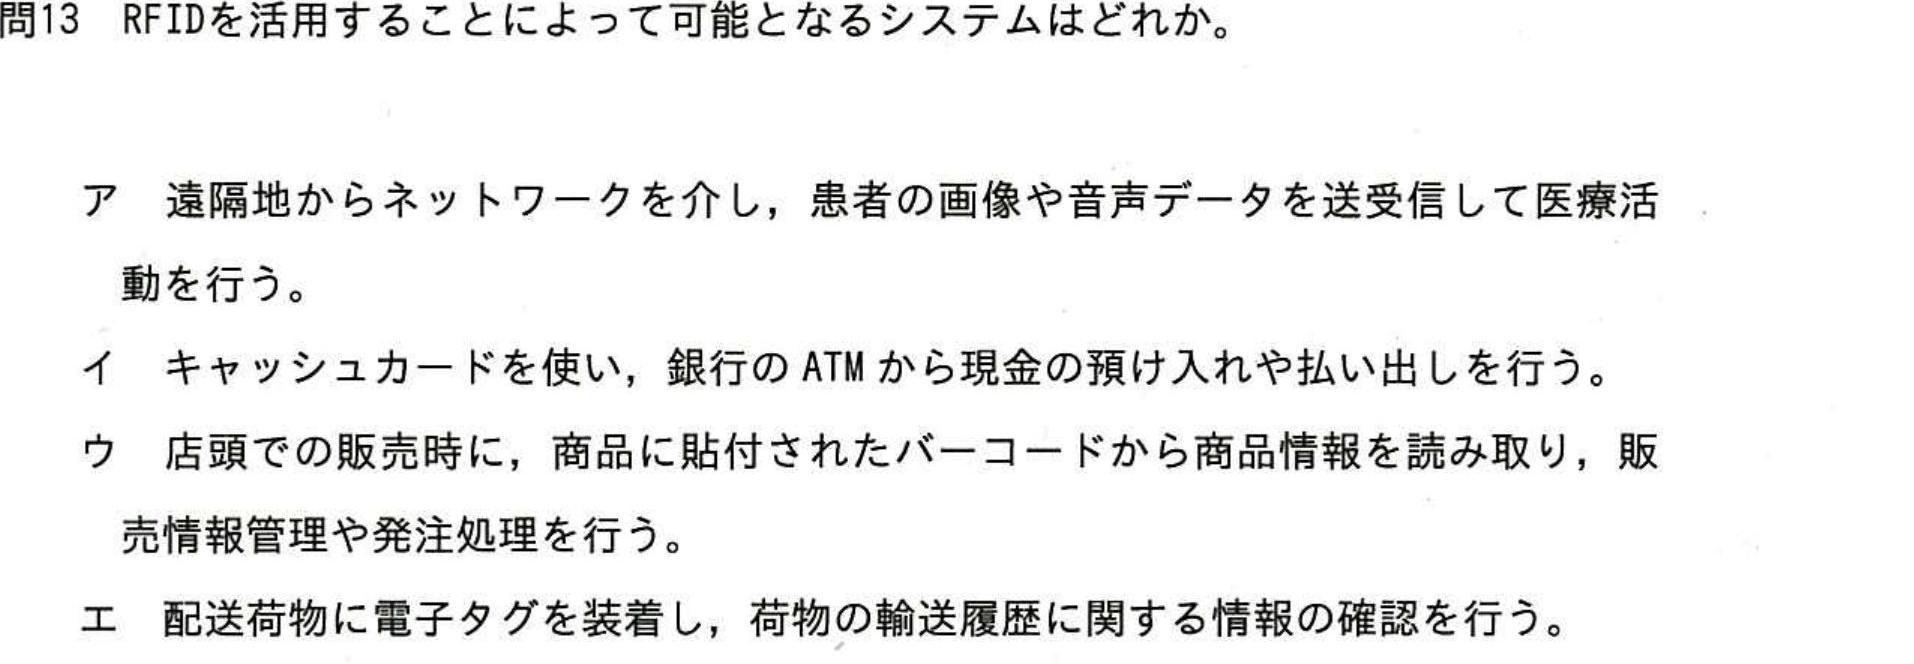 問13　RFIDを活用することによって可能となるシステムはどれか。
ア　遠隔地からネットワークを介し，患者の画像や音声データを送受信して医療活
動を行う。
イ　キャッシュカードを使い，銀行の ATM から現金の預け入れや払い出しを行う。
ウ　店頭での販売時に，商品に貼付されたバーコードから商品情報を読み取り，販
売情報管理や発注処理を行う。
エ　配送荷物に電子タグを装着し，荷物の輸送履歴に関する情報の確認を行う。